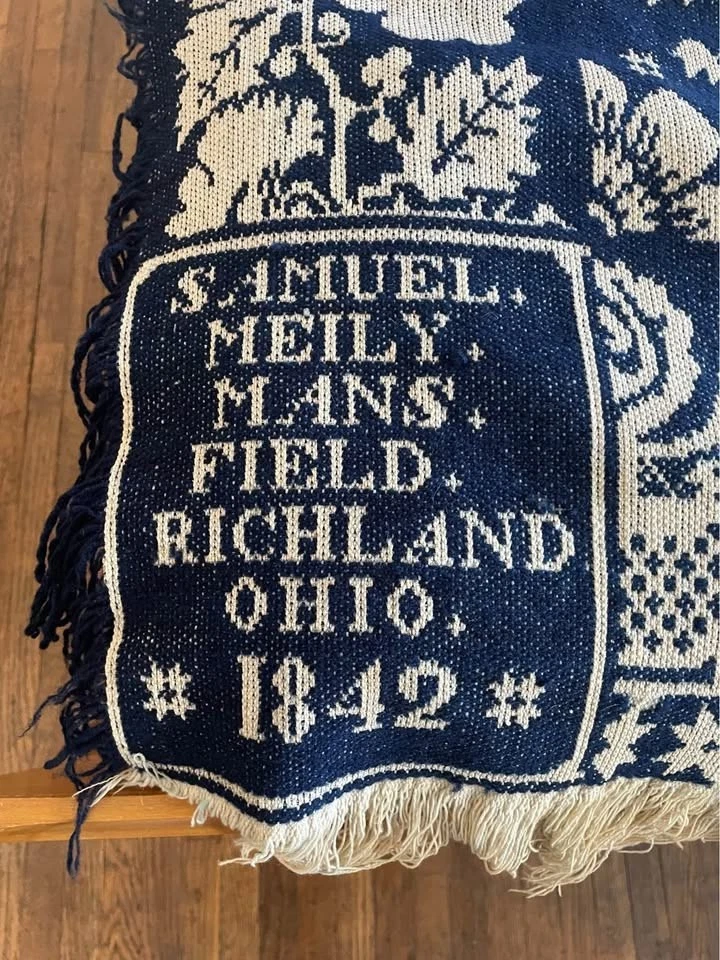 SAMUEL.
MEILY.
MANS.
FIELD.
RICHLAND
OHIO.
1842